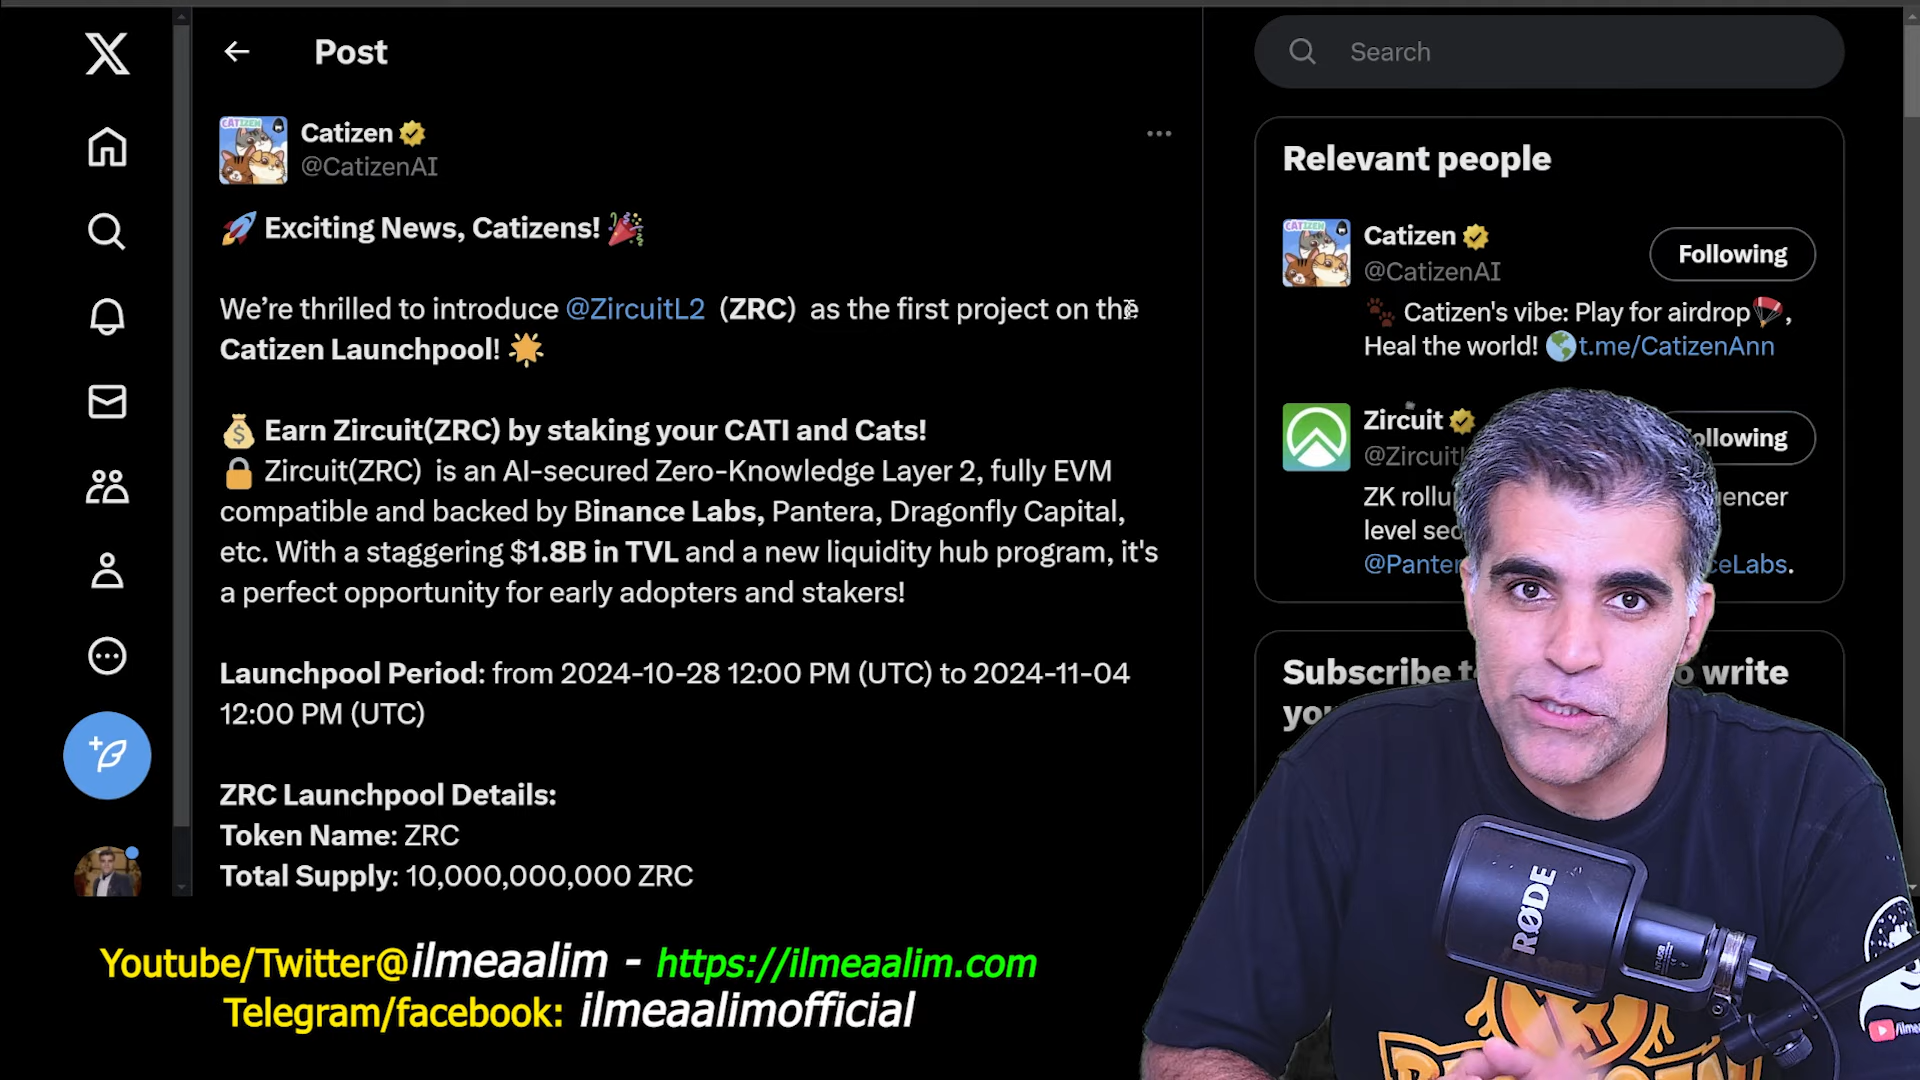 Post
Search
Catizen
@CatizenAI
🚀 Exciting News, Catizens! 🎉
We're thrilled to introduce @ZircuitL2 (ZRC) as the first project on the
Catizen Launchpool! 🌟
💰 Earn Zircuit(ZRC) by staking your CATI and Cats!
🔒 Zircuit(ZRC) is an AI-secured Zero-Knowledge Layer 2, fully EVM
compatible and backed by Binance Labs, Pantera, Dragonfly Capital,
etc. With a staggering $1.8B in TVL and a new liquidity hub program, it's
a perfect opportunity for early adopters and stakers!
Launchpool Period: from 2024-10-28 12:00 PM (UTC) to 2024-11-04
12:00 PM (UTC)
ZRC Launchpool Details:
Token Name: ZRC
Total Supply: 10,000,000,000 ZRC
Relevant people
Catizen
@CatizenAI
Following
🐾 Catizen's vibe: Play for airdrop🪂,
Heal the world! 🌎t.me/CatizenAnn
Zircuit
ZK
level
Subscribe write
RØDE
Youtube/Twitter@ilmeaalim - https://ilmeaalim.com
Telegram/facebook: ilmeaalimofficial